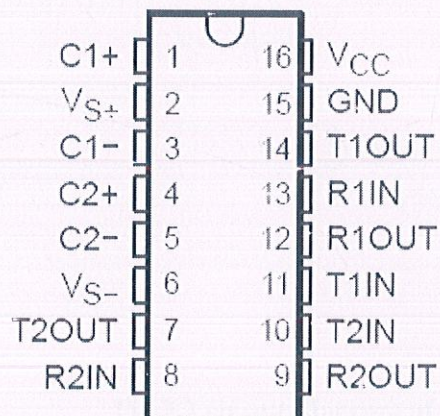 C1+ 1 16 VCC
VS+ 2 15 GND
C1− 3 14 T1OUT
C2+ 4 13 R1IN
C2− 5 12 R1OUT
VS− 6 11 T1IN
T2OUT 7 10 T2IN
R2IN 8 9 R2OUT